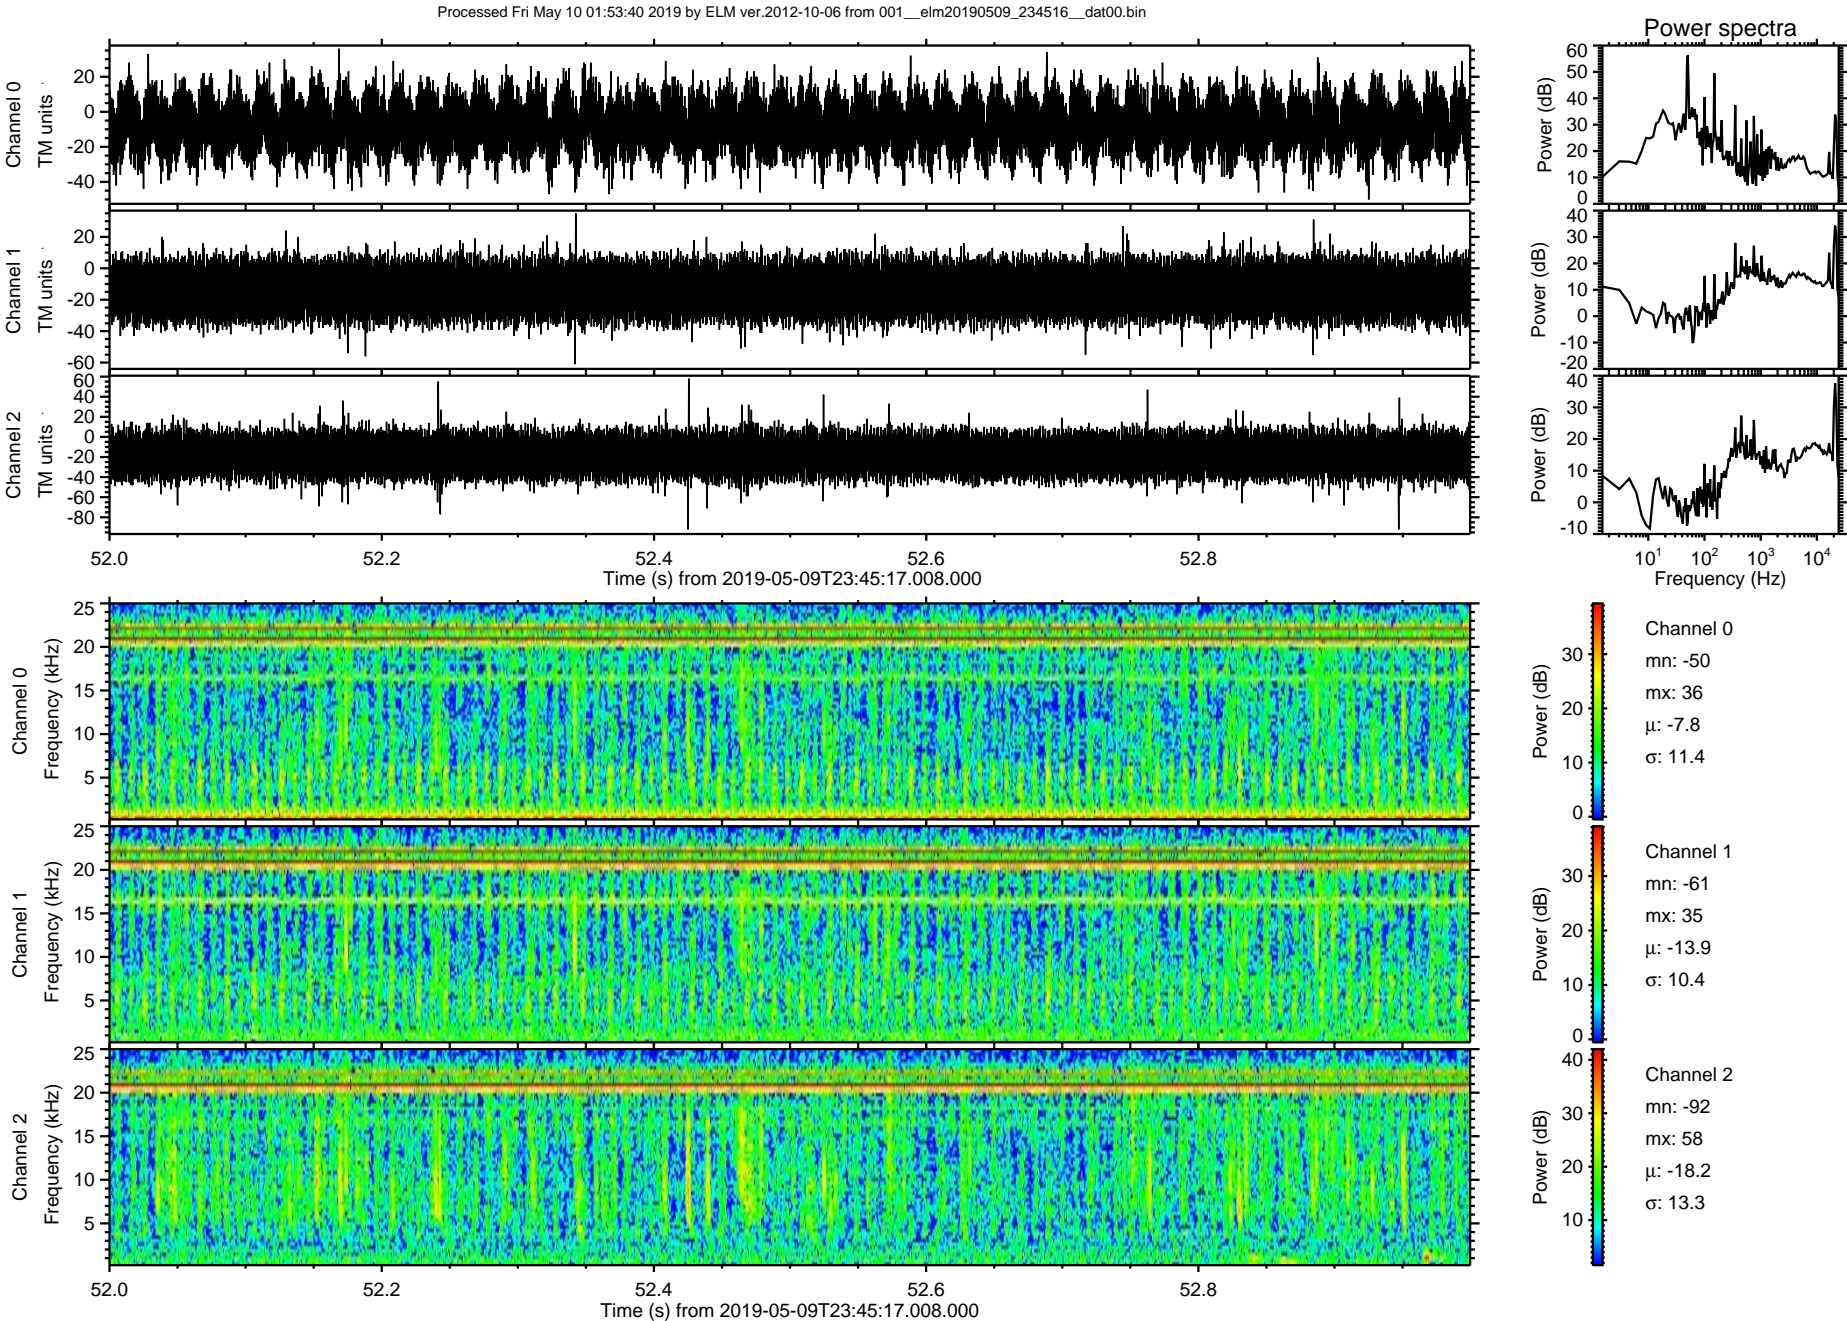 Processed Fri May 10 01:53:40 2019 by ELM ver.2012-10-06 from 001__elm20190509_234516__dat00.bin
Power spectra
Channel 0
TM units
20
0
-20
-40
Power (dB)
60
50
40
30
20
10
0
Channel 1
TM units
20
0
-20
-40
-60
Power (dB)
40
30
20
10
0
-10
-20
Channel 2
TM units
60
40
20
0
-20
-40
-60
-80
Power (dB)
40
30
20
10
0
-10
52.0 52.2 52.4 52.6 52.8
Time (s) from 2019-05-09T23:45:17.008.000
10^1 10^2 10^3 10^4
Frequency (Hz)
Channel 0
Frequency (kHz)
25
20
15
10
5
Power (dB)
30
20
10
0
Channel 0
mn: -50
mx: 36
μ: -7.8
σ: 11.4
Channel 1
Frequency (kHz)
25
20
15
10
5
Power (dB)
30
20
10
0
Channel 1
mn: -61
mx: 35
μ: -13.9
σ: 10.4
Channel 2
Frequency (kHz)
25
20
15
10
5
Power (dB)
40
30
20
10
Channel 2
mn: -92
mx: 58
μ: -18.2
σ: 13.3
52.0 52.2 52.4 52.6 52.8
Time (s) from 2019-05-09T23:45:17.008.000